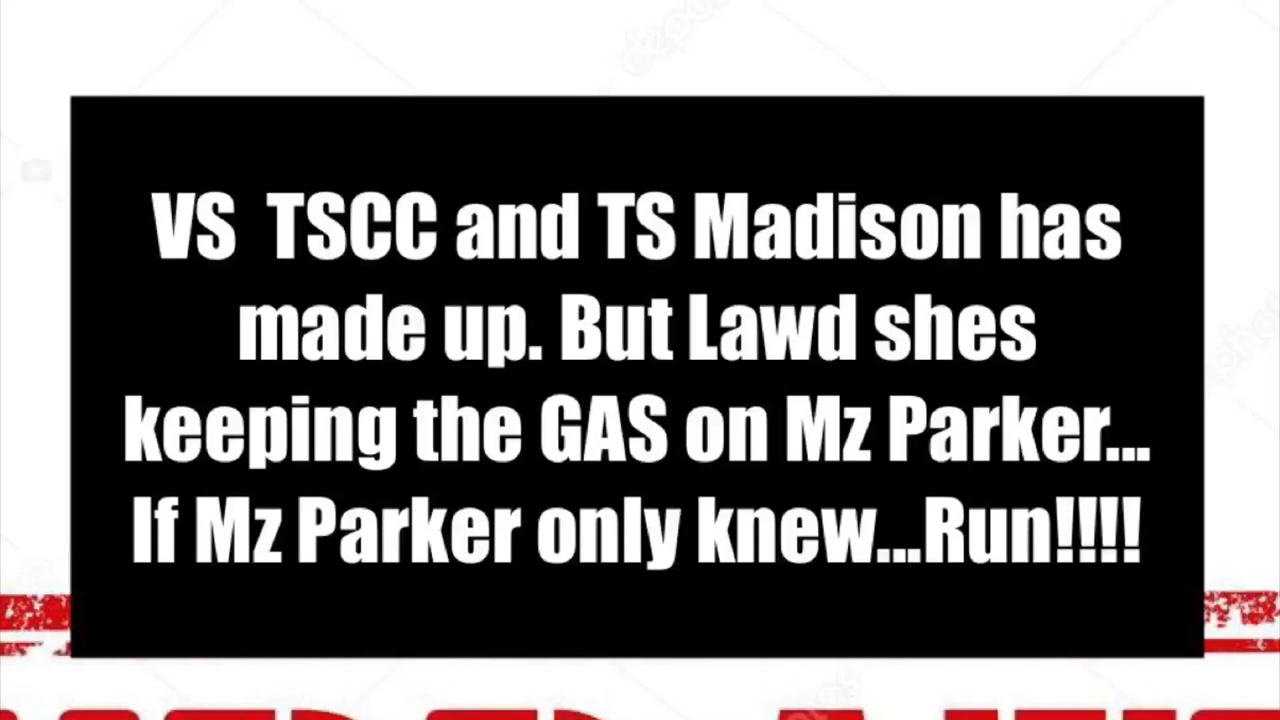 VS TSCC and TS Madison has
made up. But Lawd shes
keeping the GAS on Mz Parker...
If Mz Parker only knew...Run!!!!